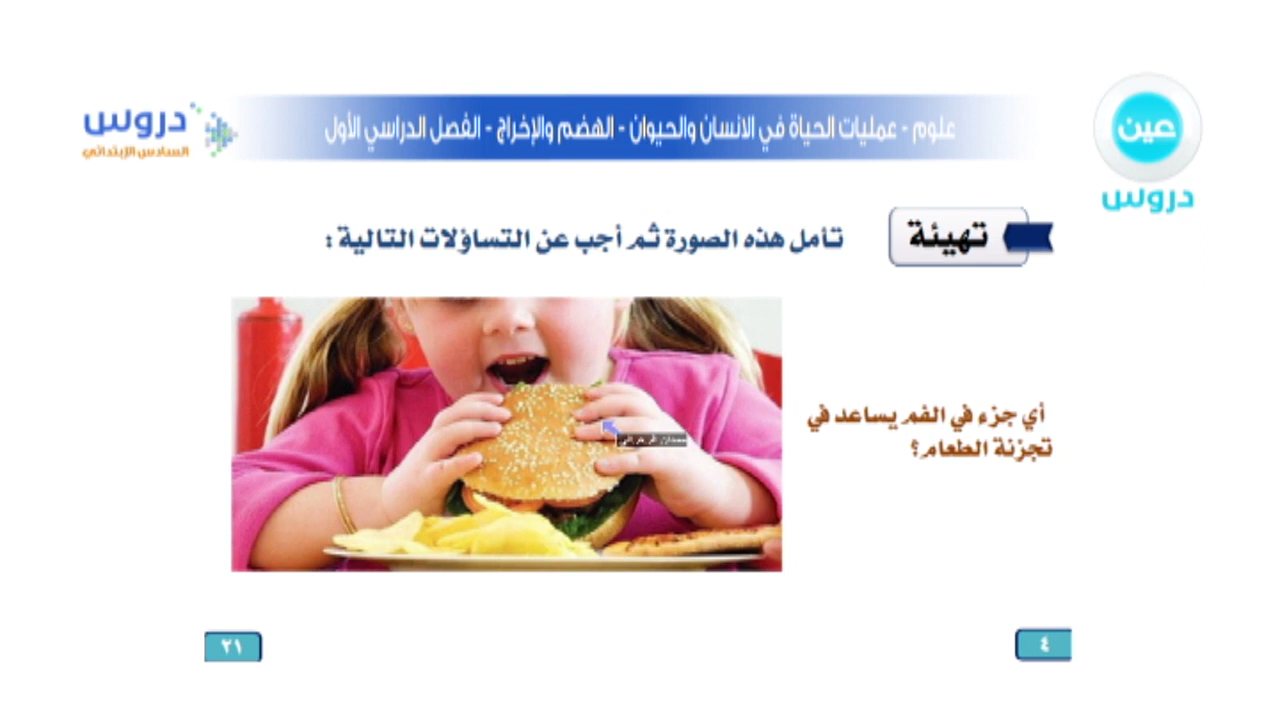 عين
دروس
علوم - عمليات الحياة في الانسان والحيوان - الهضم والإخراج - الفصل الدراسي الأول
دروس
السادس الإبتدائي
تهيئة
تأمل هذه الصورة ثم أجب عن التساؤلات التالية :
أي جزء في الفم يساعد في
تجزئة الطعام؟
٤
٢١